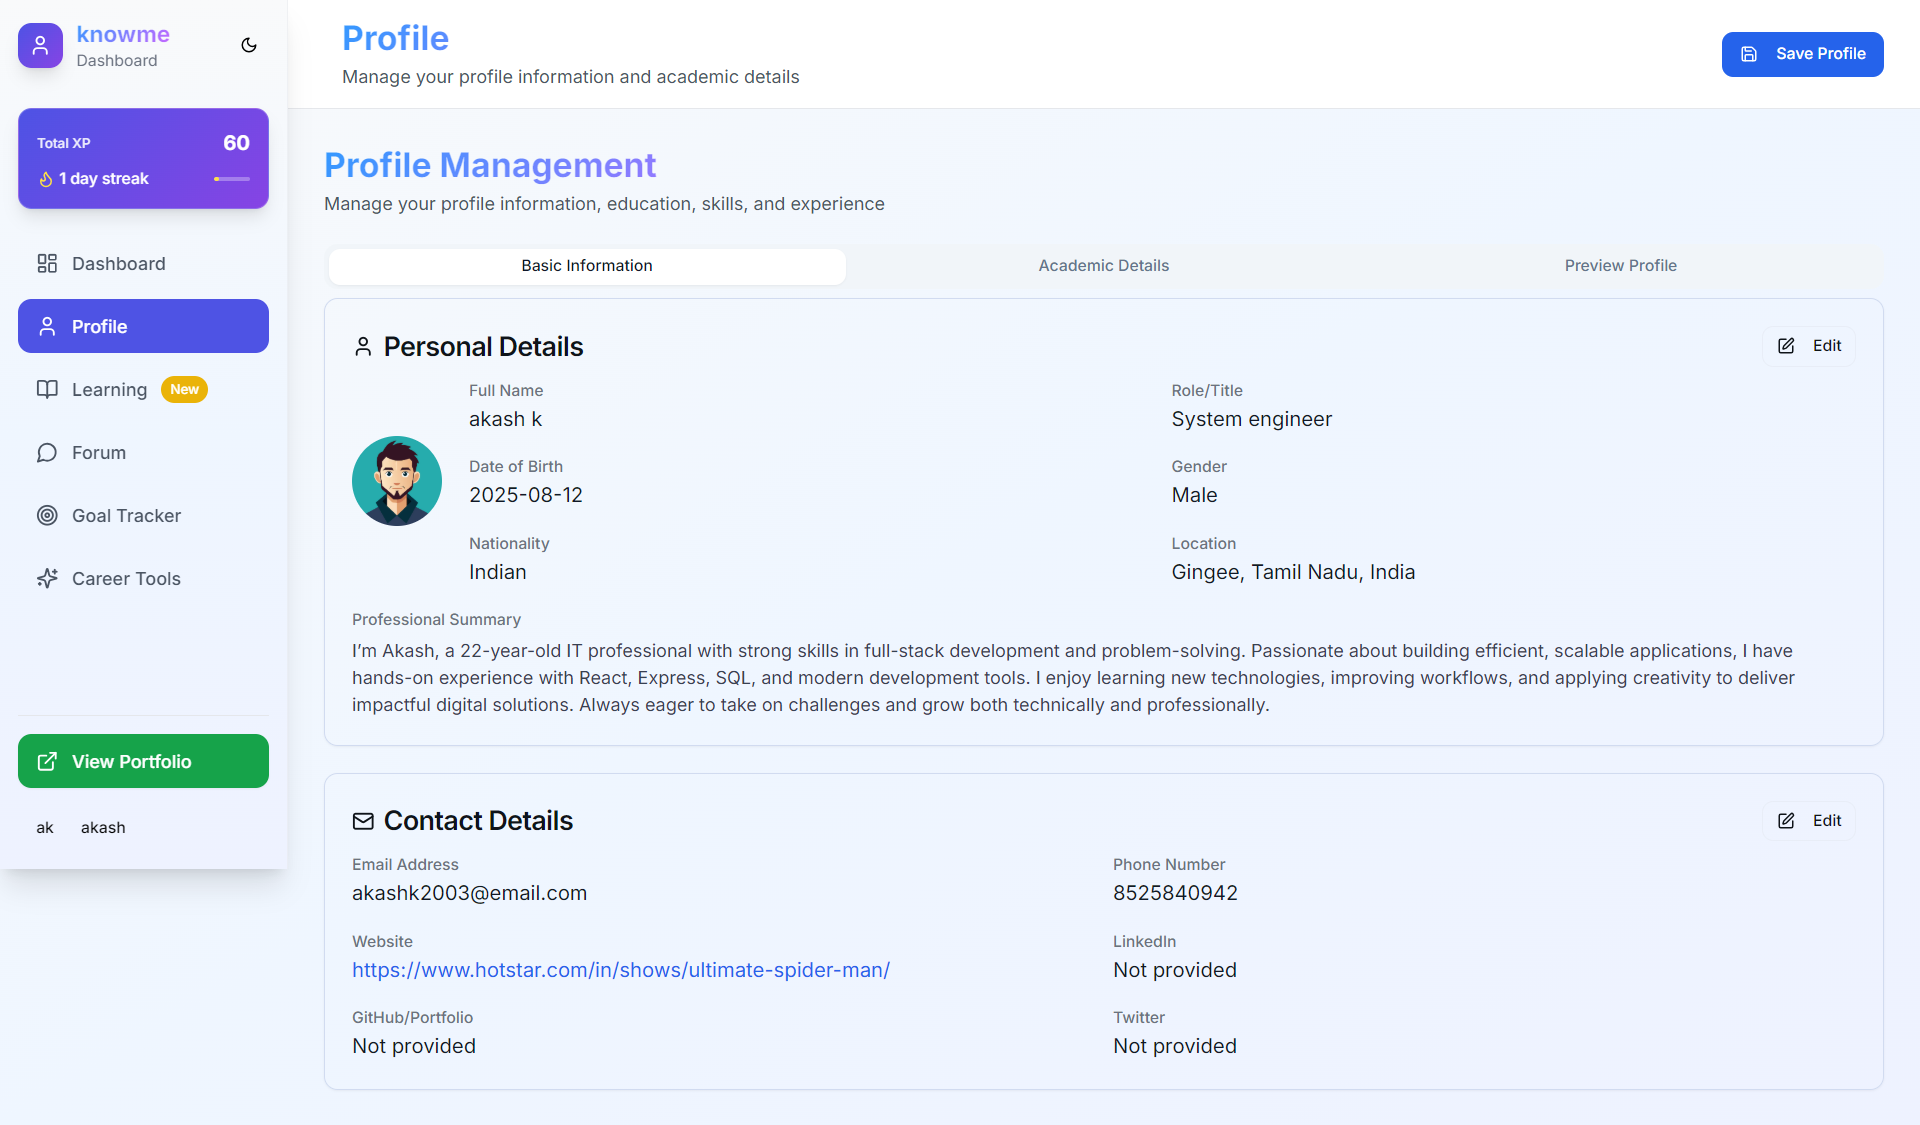 knowme
Dashboard
Total XP
60
1 day streak
Dashboard
Profile
Learning New
Forum
Goal Tracker
Career Tools
View Portfolio
ak akash
Profile
Manage your profile information and academic details
Save Profile
Profile Management
Manage your profile information, education, skills, and experience
Basic Information
Academic Details
Preview Profile
Personal Details
Edit
Full Name
akash k
Role/Title
System engineer
Date of Birth
2025-08-12
Gender
Male
Nationality
Indian
Location
Gingee, Tamil Nadu, India
Professional Summary
I’m Akash, a 22-year-old IT professional with strong skills in full-stack development and problem-solving. Passionate about building efficient, scalable applications, I have
hands-on experience with React, Express, SQL, and modern development tools. I enjoy learning new technologies, improving workflows, and applying creativity to deliver
impactful digital solutions. Always eager to take on challenges and grow both technically and professionally.
Contact Details
Edit
Email Address
akashk2003@email.com
Phone Number
8525840942
Website
https://www.hotstar.com/in/shows/ultimate-spider-man/
LinkedIn
Not provided
GitHub/Portfolio
Not provided
Twitter
Not provided